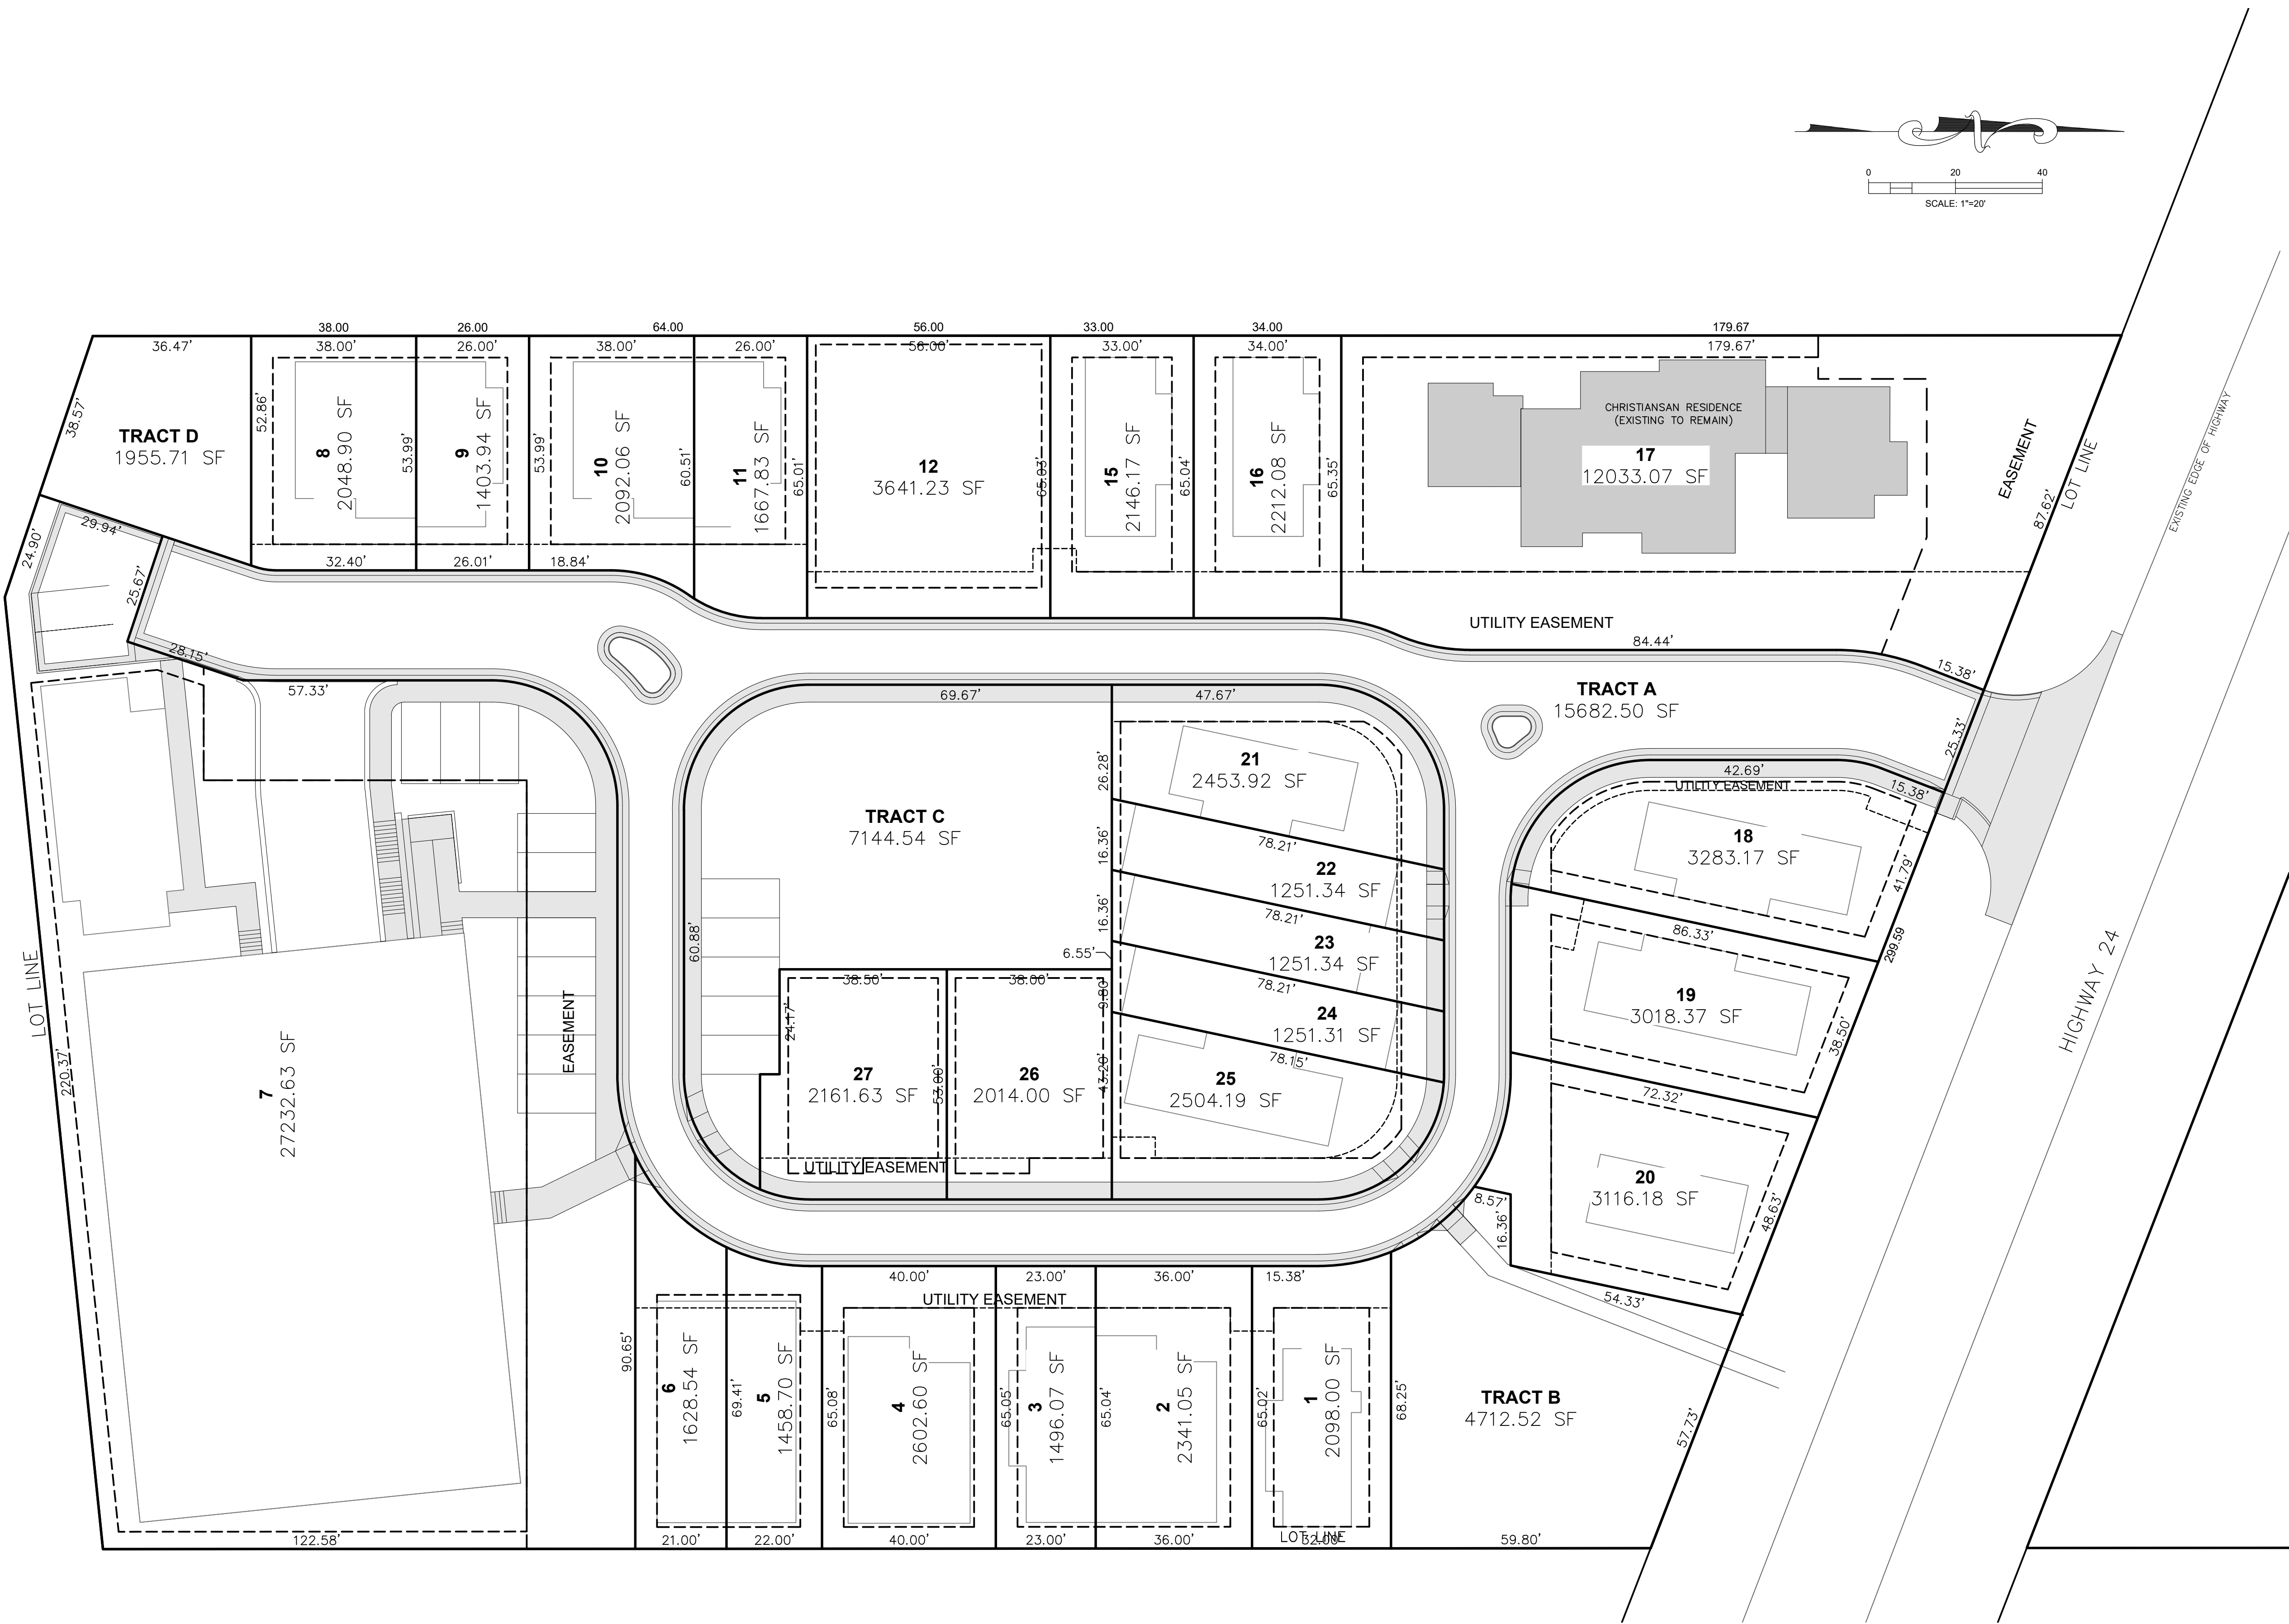 0 20 40
SCALE: 1"=20'
EASEMENT
LOT LINE
87.62'
EXISTING EDGE OF HIGHWAY
38.00 26.00 64.00 56.00 33.00 34.00 179.67
36.47' 38.00' 26.00' 38.00' 26.00' 56.00' 33.00' 34.00' 179.67'
38.57'
TRACT D
1955.71 SF
52.86'
8
2048.90 SF
53.99'
9
1403.94 SF
53.99'
10
2092.06 SF
60.51'
11
1667.83 SF
65.01'
12
3641.23 SF
65.03'
15
2146.17 SF
65.04'
16
2212.08 SF
65.35'
CHRISTIANSAN RESIDENCE
(EXISTING TO REMAIN)
17
12033.07 SF
24.90'
29.94'
25.67'
28.15'
32.40' 26.01' 18.84'
57.33'
UTILITY EASEMENT
84.44'
15.38'
TRACT A
15682.50 SF
25.33'
69.67' 47.67'
42.69'
UTILITY EASEMENT
15.38'
TRACT C
7144.54 SF
60.88'
26.28'
16.36'
16.36'
6.55'
9.80'
43.20'
21
2453.92 SF
78.21'
22
1251.34 SF
78.21'
23
1251.34 SF
78.21'
24
1251.31 SF
78.15'
25
2504.19 SF
18
3283.17 SF
41.79'
86.33'
299.59
19
3018.37 SF
38.50'
72.32'
20
3116.18 SF
48.63'
8.57'
16.36'
54.33'
HIGHWAY 24
38.50' 38.00'
24.17'
27
2161.63 SF
53.00'
26
2014.00 SF
UTILITY EASEMENT
LOT LINE
220.37'
7
27232.63 SF
EASEMENT
40.00' 23.00' 36.00' 15.38'
UTILITY EASEMENT
90.65'
6
1628.54 SF
69.41'
5
1458.70 SF
65.08'
4
2602.60 SF
65.05'
3
1496.07 SF
65.04'
2
2341.05 SF
65.02'
1
2098.00 SF
68.25'
TRACT B
4712.52 SF
57.73'
LOT LINE
122.58' 21.00' 22.00' 40.00' 23.00' 36.00' 32.00' 59.80'